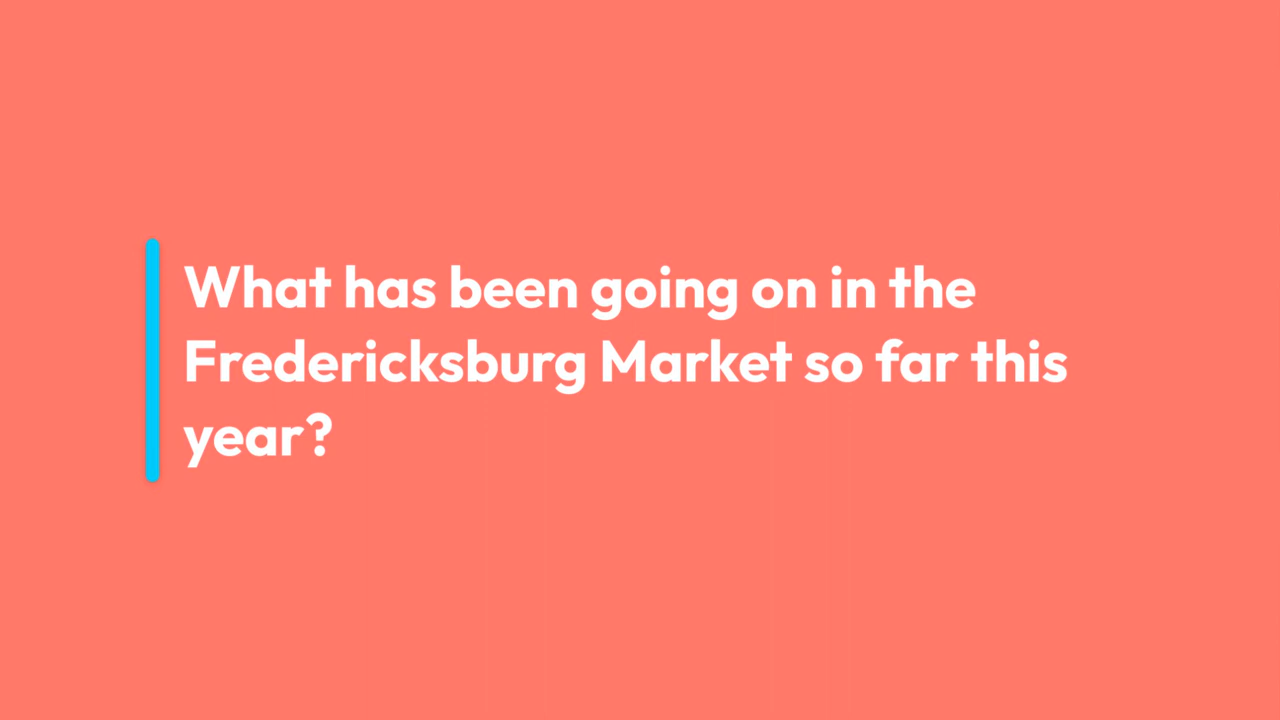 What has been going on in the
Fredericksburg Market so far this
year?